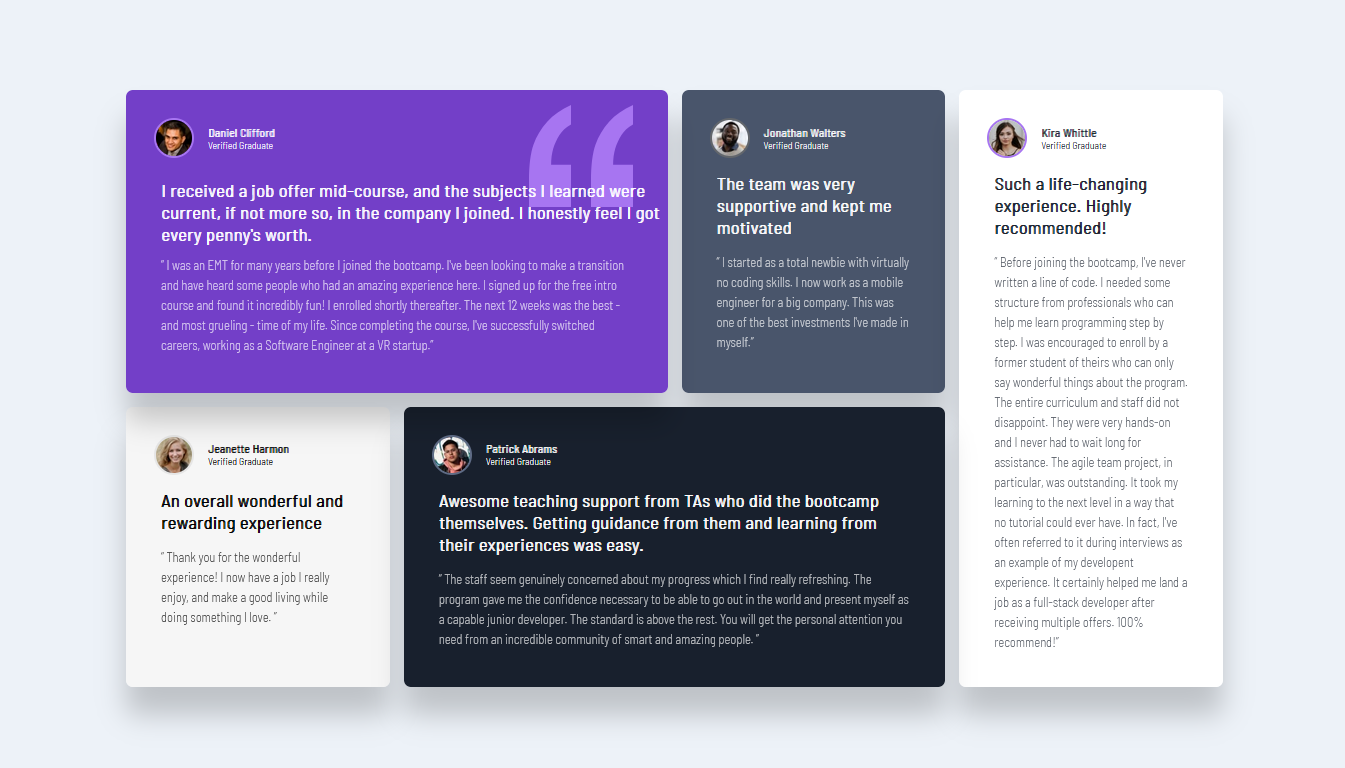 Daniel Clifford
Verified Graduate
I received a job offer mid-course, and the subjects I learned were
current, if not more so, in the company I joined. I honestly feel I got
every penny's worth.
" I was an EMT for many years before I joined the bootcamp. I've been looking to make a transition
and have heard some people who had an amazing experience here. I signed up for the free intro
course and found it incredibly fun! I enrolled shortly thereafter. The next 12 weeks was the best -
and most grueling - time of my life. Since completing the course, I've successfully switched
careers, working as a Software Engineer at a VR startup."
Jonathan Walters
Verified Graduate
The team was very
supportive and kept me
motivated
" I started as a total newbie with virtually
no coding skills. I now work as a mobile
engineer for a big company. This was
one of the best investments I've made in
myself."
Kira Whittle
Verified Graduate
Such a life-changing
experience. Highly
recommended!
" Before joining the bootcamp, I've never
written a line of code. I needed some
structure from professionals who can
help me learn programming step by
step. I was encouraged to enroll by a
former student of theirs who can only
say wonderful things about the program.
The entire curriculum and staff did not
disappoint. They were very hands-on
and I never had to wait long for
assistance. The agile team project, in
particular, was outstanding. It took my
learning to the next level in a way that
no tutorial could ever have. In fact, I've
often referred to it during interviews as
an example of my developent
experience. It certainly helped me land a
job as a full-stack developer after
receiving multiple offers. 100%
recommend!"
Jeanette Harmon
Verified Graduate
An overall wonderful and
rewarding experience
" Thank you for the wonderful
experience! I now have a job I really
enjoy, and make a good living while
doing something I love. "
Patrick Abrams
Verified Graduate
Awesome teaching support from TAs who did the bootcamp
themselves. Getting guidance from them and learning from
their experiences was easy.
" The staff seem genuinely concerned about my progress which I find really refreshing. The
program gave me the confidence necessary to be able to go out in the world and present myself as
a capable junior developer. The standard is above the rest. You will get the personal attention you
need from an incredible community of smart and amazing people. "